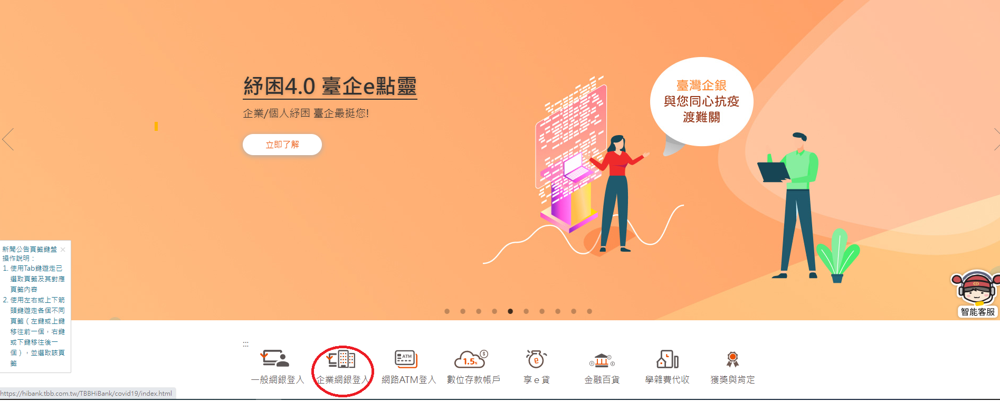 紓困4.0 臺企e點靈
企業/個人紓困 臺企最挺您!
立即了解
臺灣企銀
與您同心抗疫
渡難關
新聞公告頁籤鍵盤
操作說明：
1. 使用Tab鍵遊走已
選取頁籤及其對應
頁籤內容
2. 使用左右或上下箭
頭鍵遊走各個不同
頁籤（左鍵或上鍵
移往前一個，右鍵
或下鍵移往後一
個），並選取該頁
籤
智能客服
:::
ATM
1.5%
$
e
一般網銀登入
企業網銀登入
網路ATM登入
數位存款帳戶
享e貸
金融百貨
學雜費代收
獲獎與肯定
https://hibank.tbb.com.tw/TBBHiBank/covid19/index.html